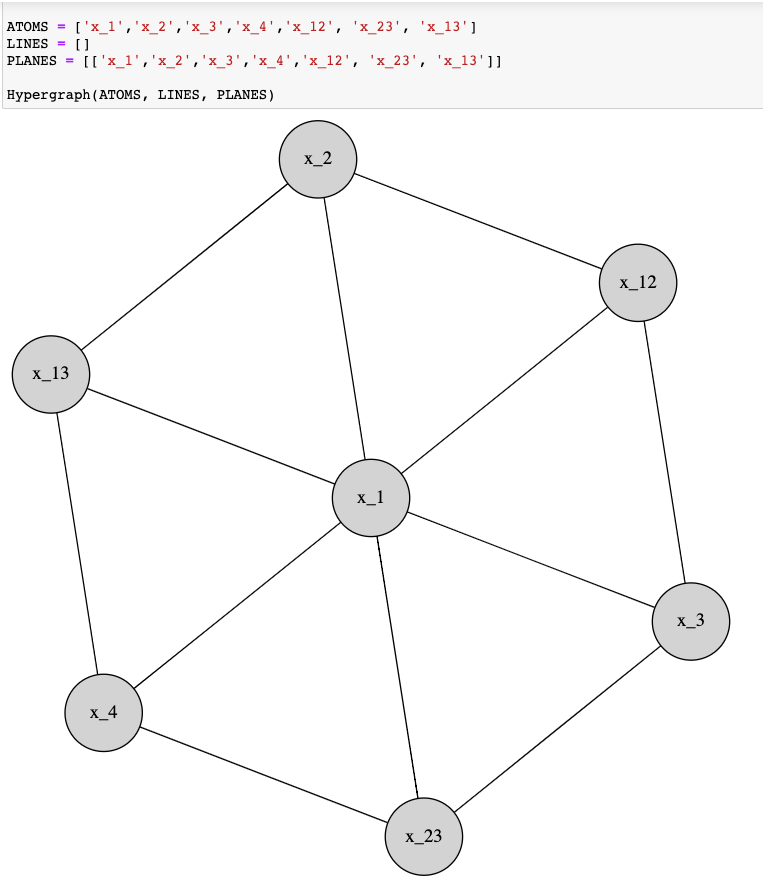 ATOMS = ['x_1','x_2','x_3','x_4','x_12', 'x_23', 'x_13']
LINES = []
PLANES = [['x_1','x_2','x_3','x_4','x_12', 'x_23', 'x_13']]
Hypergraph(ATOMS, LINES, PLANES)
x_2
x_12
x_13
x_1
x_3
x_4
x_23